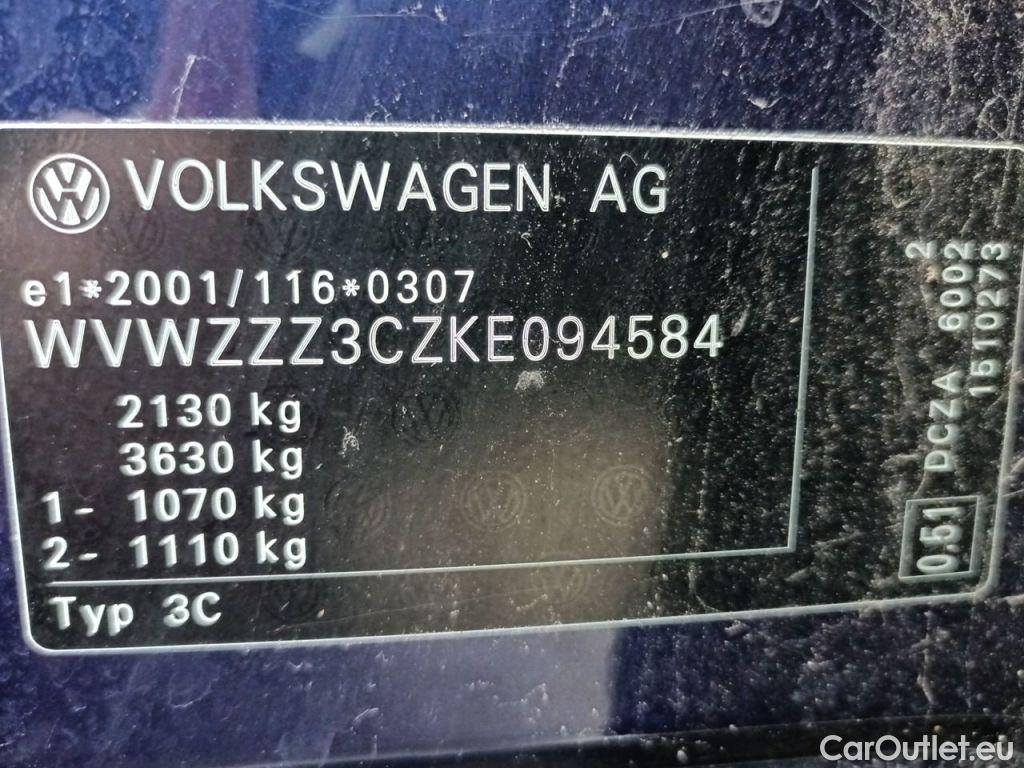 VOLKSWAGEN AG
e1*2001/116*0307
WVWZZZ3CZKE094584
2130 kg
3630 kg
1- 1070 kg
2- 1110 kg
Typ 3C
0.51 DCZA 6002 2
15110273
CarOutlet.eu